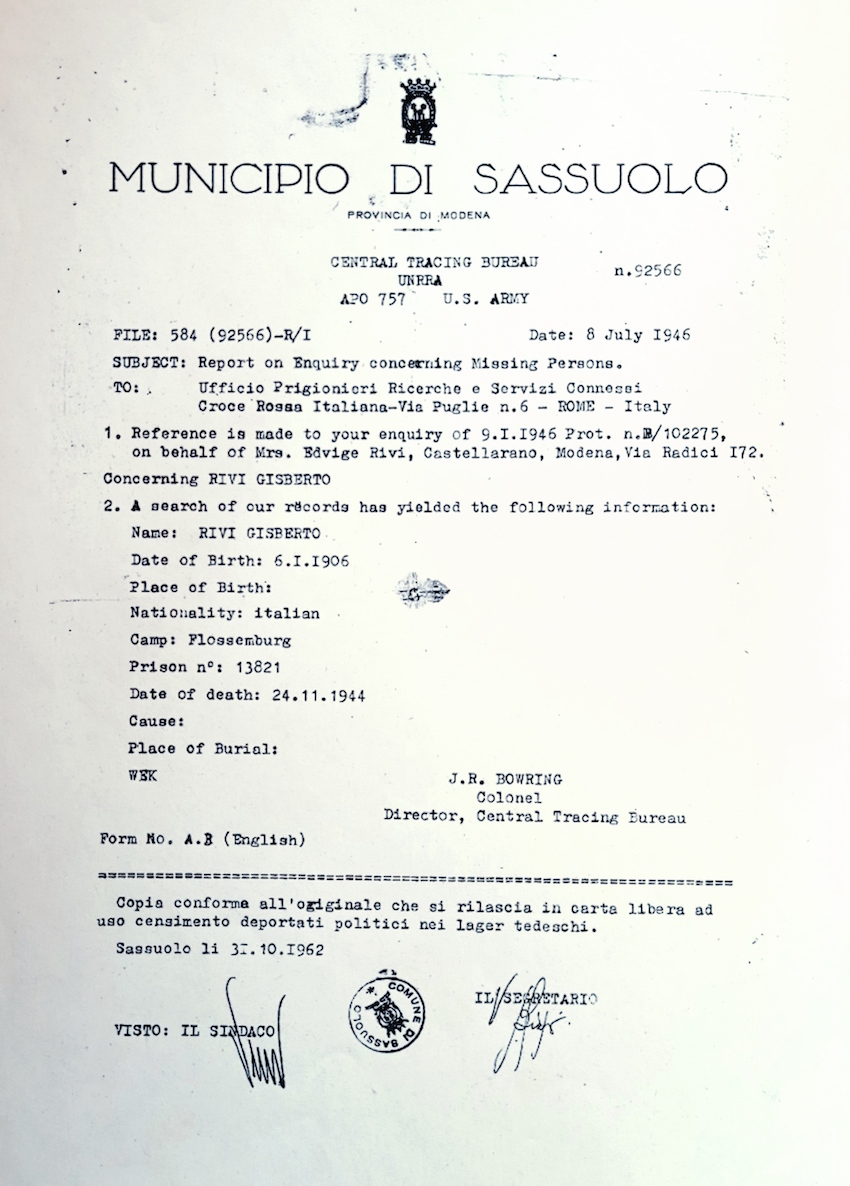 MUNICIPIO DI SASSUOLO
PROVINCIA DI MODENA
CENTRAL TRACING BUREAU
n.92566
UNRRA
APO 757 U.S. ARMY
FILE: 584 (92566)-R/I
Date: 8 July I946
SUBJECT: Report on Enquiry concerning Missing Persons.
TO: Ufficio Prigionieri Ricerche e Servizi Connessi
Croce Rossa Italiana-Via Puglie n.6 - ROME - Italy
1. Reference is made to your enquiry of 9.I.I946 Prot. n.B/102275,
on behalf of Mrs. Edvige Rivi, Castellarano, Modena,Via Radici I72.
Concerning RIVI GISBERTO
2. A search of our records has yielded the following information:
Name: RIVI GISBERTO
Date of Birth: 6.I.I906
Place of Birth:
Nationality: italian
Camp: Flossemburg
Prison n°: 13821
Date of death: 24.11.1944
Cause:
Place of Burial:
WEK
J.R. BOWRING
Colonel
Director, Central Tracing Bureau
Form No. A.B (English)
Copia conforme all'originale che si rilascia in carta libera ad
uso censimento deportati politici nei lager tedeschi.
Sassuolo li 3I.10.I962
IL SEGRETARIO
VISTO: IL SINDACO
COMUNE DI SASSUOLO